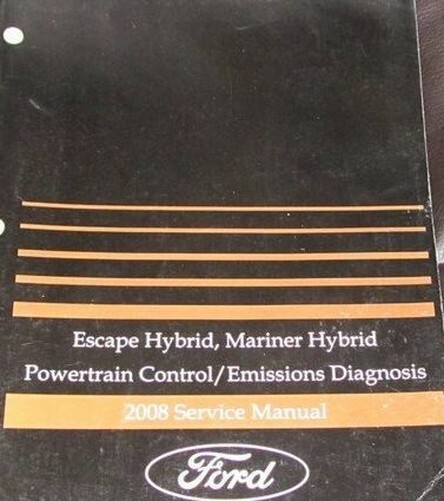 Escape Hybrid, Mariner Hybrid
Powertrain Control/Emissions Diagnosis
2008 Service Manual
Ford